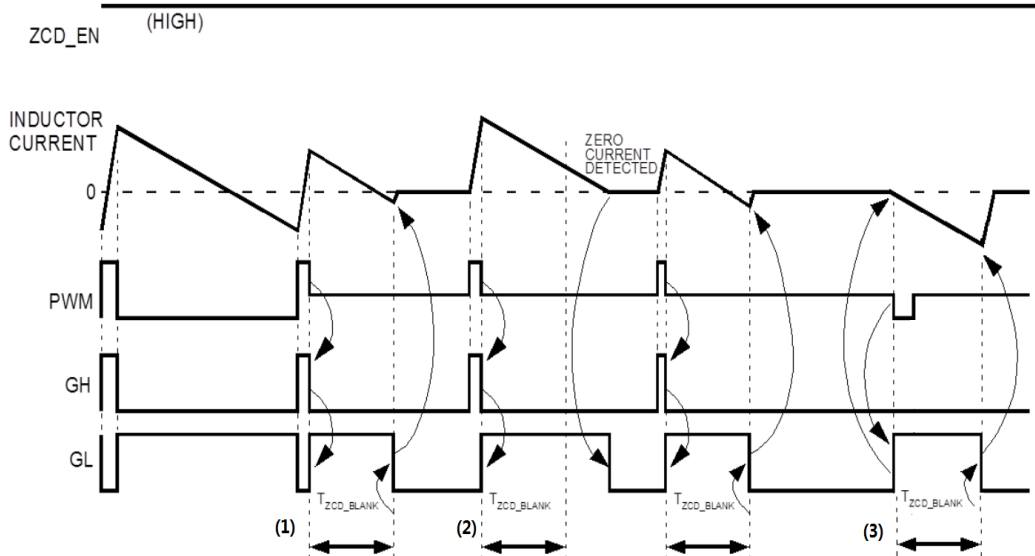 (HIGH)
ZCD_EN
INDUCTOR
CURRENT
ZERO
CURRENT
DETECTED
0
PWM
GH
GL
TZCD_BLANK
TZCD_BLANK
TZCD_BLANK
TZCD_BLANK
(1)
(2)
(3)